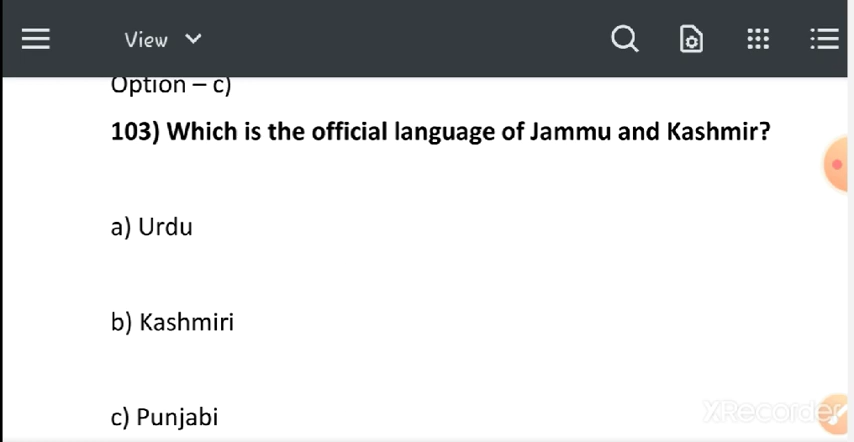 View
Option – c)
103) Which is the official language of Jammu and Kashmir?
a) Urdu
b) Kashmiri
c) Punjabi
XRecorder